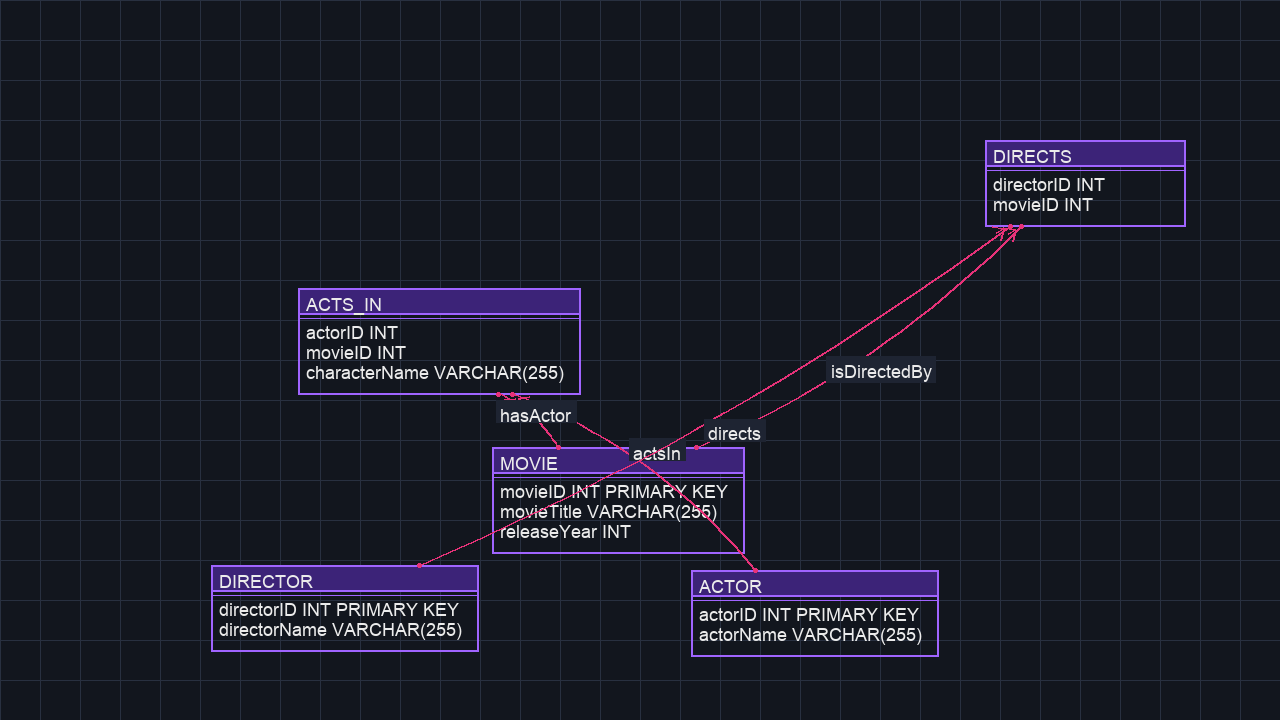 DIRECTS
directorID INT
movieID INT
ACTS_IN
actorID INT
movieID INT
characterName VARCHAR(255)
isDirectedBy
hasActor
directs
actsIn
MOVIE
movieID INT PRIMARY KEY
movieTitle VARCHAR(255)
releaseYear INT
DIRECTOR
directorID INT PRIMARY KEY
directorName VARCHAR(255)
ACTOR
actorID INT PRIMARY KEY
actorName VARCHAR(255)